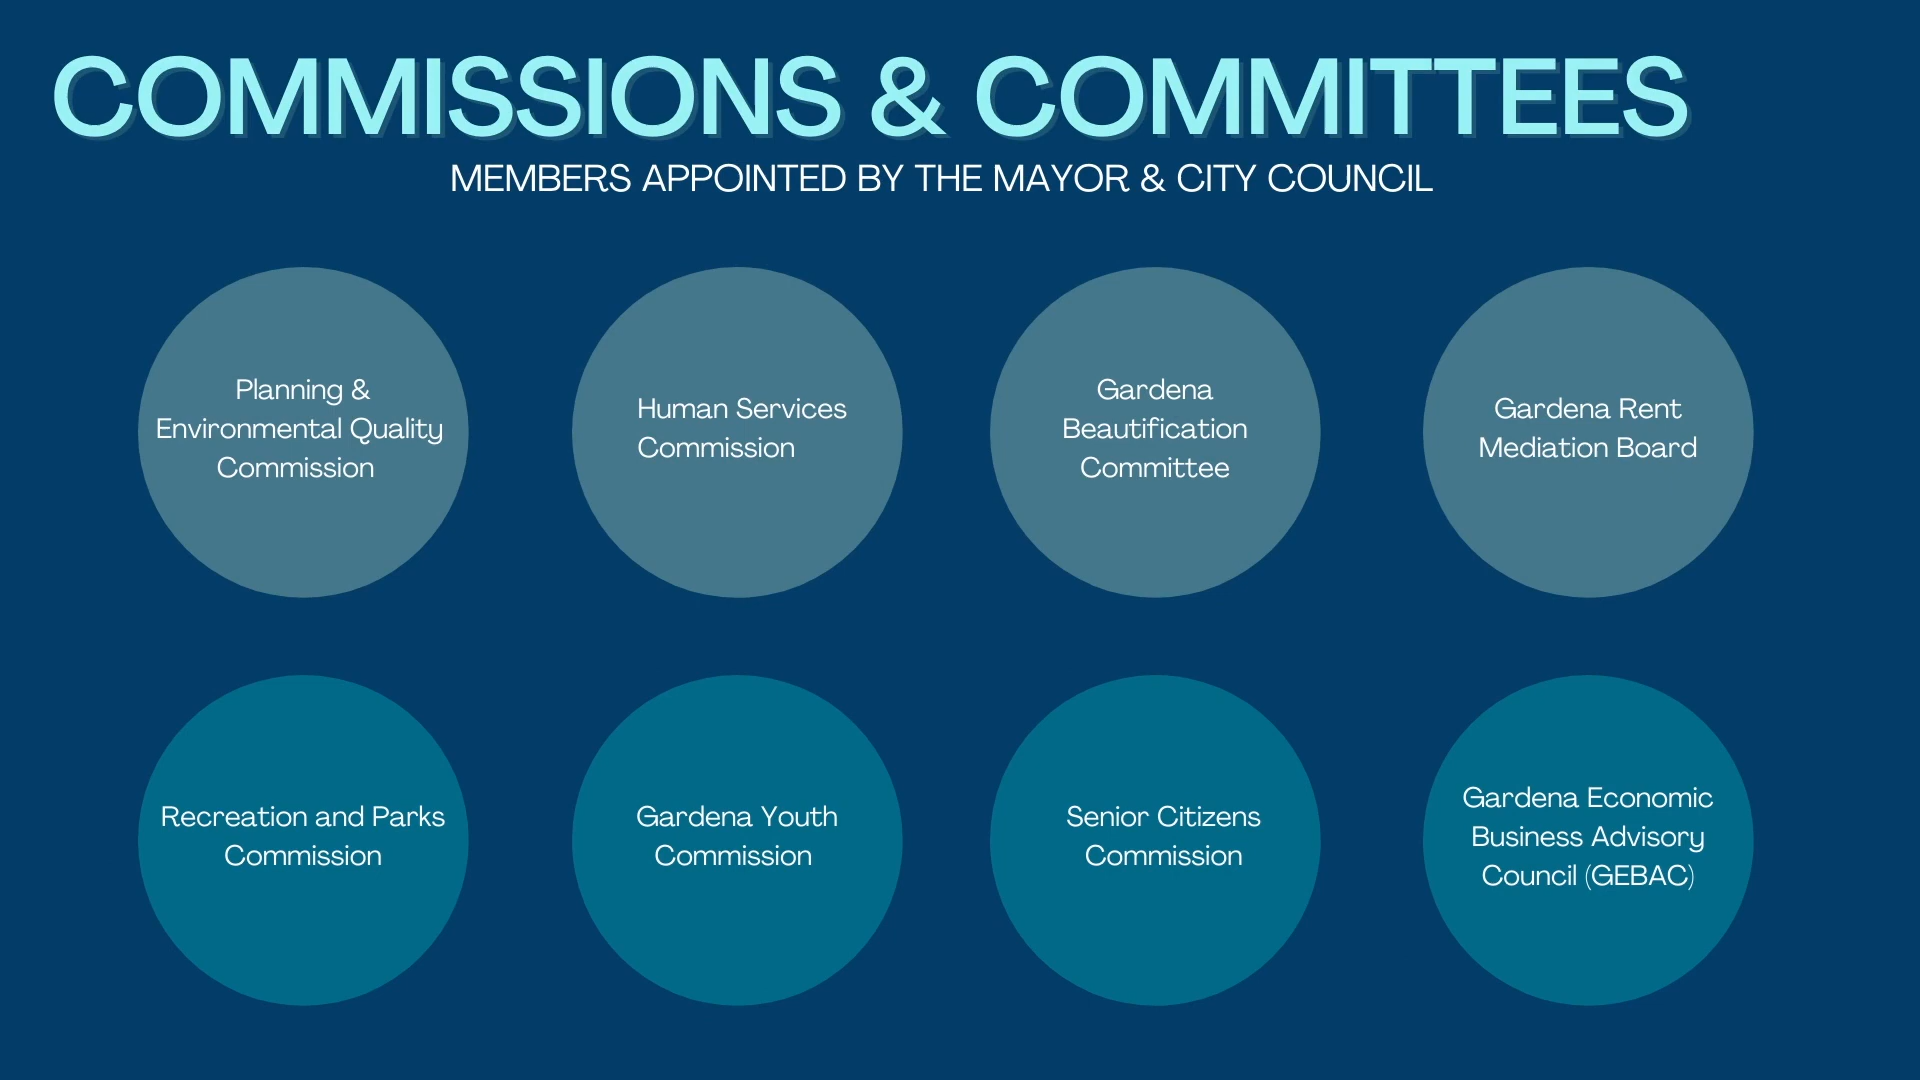 COMMISSIONS & COMMITTEES
MEMBERS APPOINTED BY THE MAYOR & CITY COUNCIL
Planning &
Environmental Quality
Commission
Human Services
Commission
Gardena
Beautification
Committee
Gardena Rent
Mediation Board
Recreation and Parks
Commission
Gardena Youth
Commission
Senior Citizens
Commission
Gardena Economic
Business Advisory
Council (GEBAC)